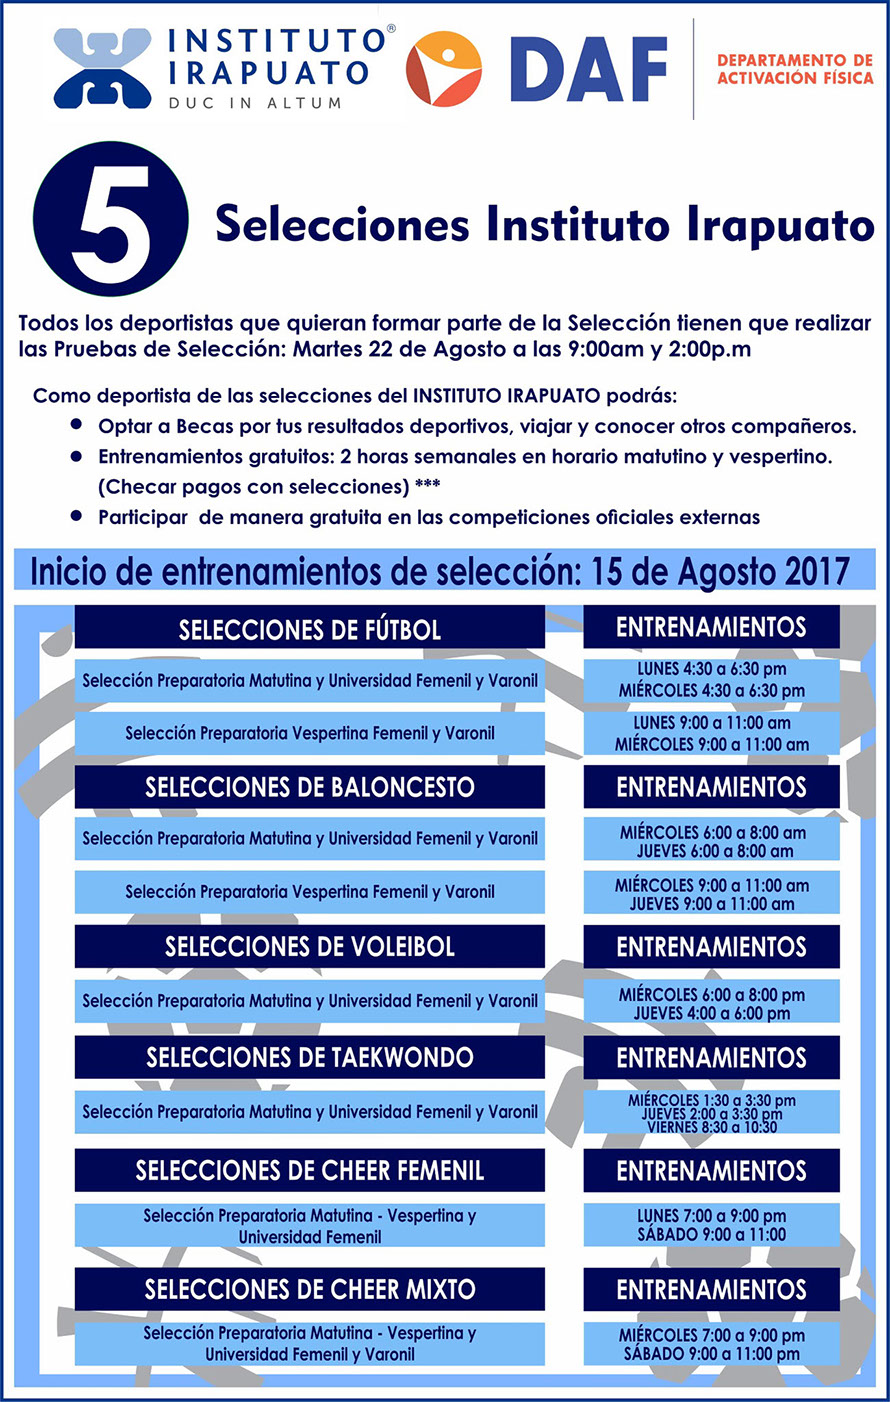 INSTITUTO®
IRAPUATO
DUC IN ALTUM
DAF
DEPARTAMENTO DE
ACTIVACIÓN FÍSICA
5
Selecciones Instituto Irapuato
Todos los deportistas que quieran formar parte de la Selección tienen que realizar
las Pruebas de Selección: Martes 22 de Agosto a las 9:00am y 2:00p.m
Como deportista de las selecciones del INSTITUTO IRAPUATO podrás:
• Optar a Becas por tus resultados deportivos, viajar y conocer otros compañeros.
• Entrenamientos gratuitos: 2 horas semanales en horario matutino y vespertino.
(Checar pagos con selecciones) ***
• Participar de manera gratuita en las competiciones oficiales externas
Inicio de entrenamientos de selección: 15 de Agosto 2017
SELECCIONES DE FÚTBOL
ENTRENAMIENTOS
Selección Preparatoria Matutina y Universidad Femenil y Varonil
LUNES 4:30 a 6:30 pm
MIÉRCOLES 4:30 a 6:30 pm
Selección Preparatoria Vespertina Femenil y Varonil
LUNES 9:00 a 11:00 am
MIÉRCOLES 9:00 a 11:00 am
SELECCIONES DE BALONCESTO
ENTRENAMIENTOS
Selección Preparatoria Matutina y Universidad Femenil y Varonil
MIÉRCOLES 6:00 a 8:00 am
JUEVES 6:00 a 8:00 am
Selección Preparatoria Vespertina Femenil y Varonil
MIÉRCOLES 9:00 a 11:00 am
JUEVES 9:00 a 11:00 am
SELECCIONES DE VOLEIBOL
ENTRENAMIENTOS
Selección Preparatoria Matutina y Universidad Femenil y Varonil
MIÉRCOLES 6:00 a 8:00 pm
JUEVES 4:00 a 6:00 pm
SELECCIONES DE TAEKWONDO
ENTRENAMIENTOS
Selección Preparatoria Matutina y Universidad Femenil y Varonil
MIÉRCOLES 1:30 a 3:30 pm
JUEVES 2:00 a 3:30 pm
VIERNES 8:30 a 10:30
SELECCIONES DE CHEER FEMENIL
ENTRENAMIENTOS
Selección Preparatoria Matutina - Vespertina y
Universidad Femenil
LUNES 7:00 a 9:00 pm
SÁBADO 9:00 a 11:00
SELECCIONES DE CHEER MIXTO
ENTRENAMIENTOS
Selección Preparatoria Matutina - Vespertina y
Universidad Femenil y Varonil
MIÉRCOLES 7:00 a 9:00 pm
SÁBADO 9:00 a 11:00 pm